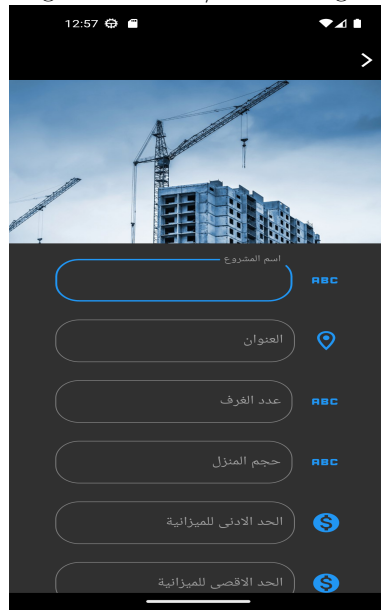 12:57
اسم المشروع
ABC
العنوان
عدد الغرف
ABC
حجم المنزل
ABC
الحد الادنى للميزانية
$
الحد الاقصى للميزانية
$